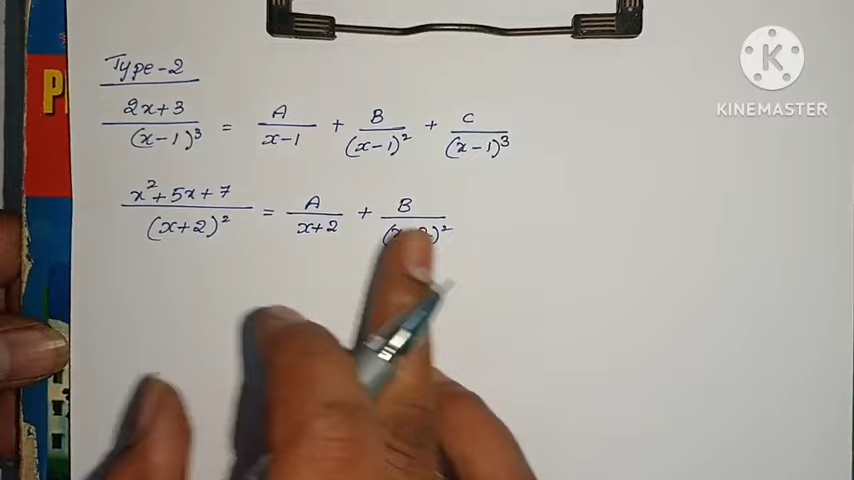 Type-2
2x+3 / (x-1)³ = A / x-1 + B / (x-1)² + C / (x-1)³
x²+5x+7 / (x+2)² = A / x+2 + B /
K
KINEMASTER
P